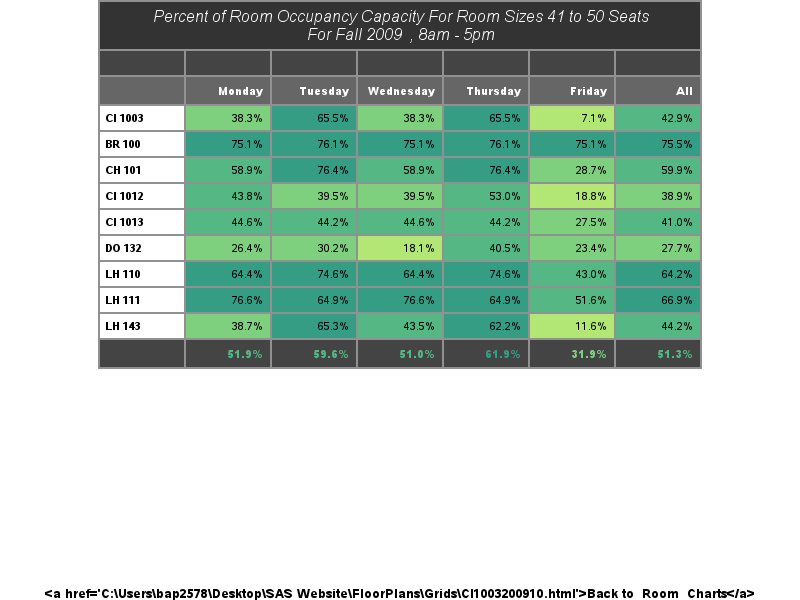 Percent of Room Occupancy Capacity For Room Sizes 41 to 50 Seats
For Fall 2009 , 8am - 5pm
Monday Tuesday Wednesday Thursday Friday All
CI 1003 38.3% 65.5% 38.3% 65.5% 7.1% 42.9%
BR 100 75.1% 76.1% 75.1% 76.1% 75.1% 75.5%
CH 101 58.9% 76.4% 58.9% 76.4% 28.7% 59.9%
CI 1012 43.8% 39.5% 39.5% 53.0% 18.8% 38.9%
CI 1013 44.6% 44.2% 44.6% 44.2% 27.5% 41.0%
DO 132 26.4% 30.2% 18.1% 40.5% 23.4% 27.7%
LH 110 64.4% 74.6% 64.4% 74.6% 43.0% 64.2%
LH 111 76.6% 64.9% 76.6% 64.9% 51.6% 66.9%
LH 143 38.7% 65.3% 43.5% 62.2% 11.6% 44.2%
51.9% 59.6% 51.0% 61.9% 31.9% 51.3%
<a href='C:\Users\bap2578\Desktop\SAS Website\FloorPlans\Grids\CI1003200910.html'>Back to Room Charts</a>